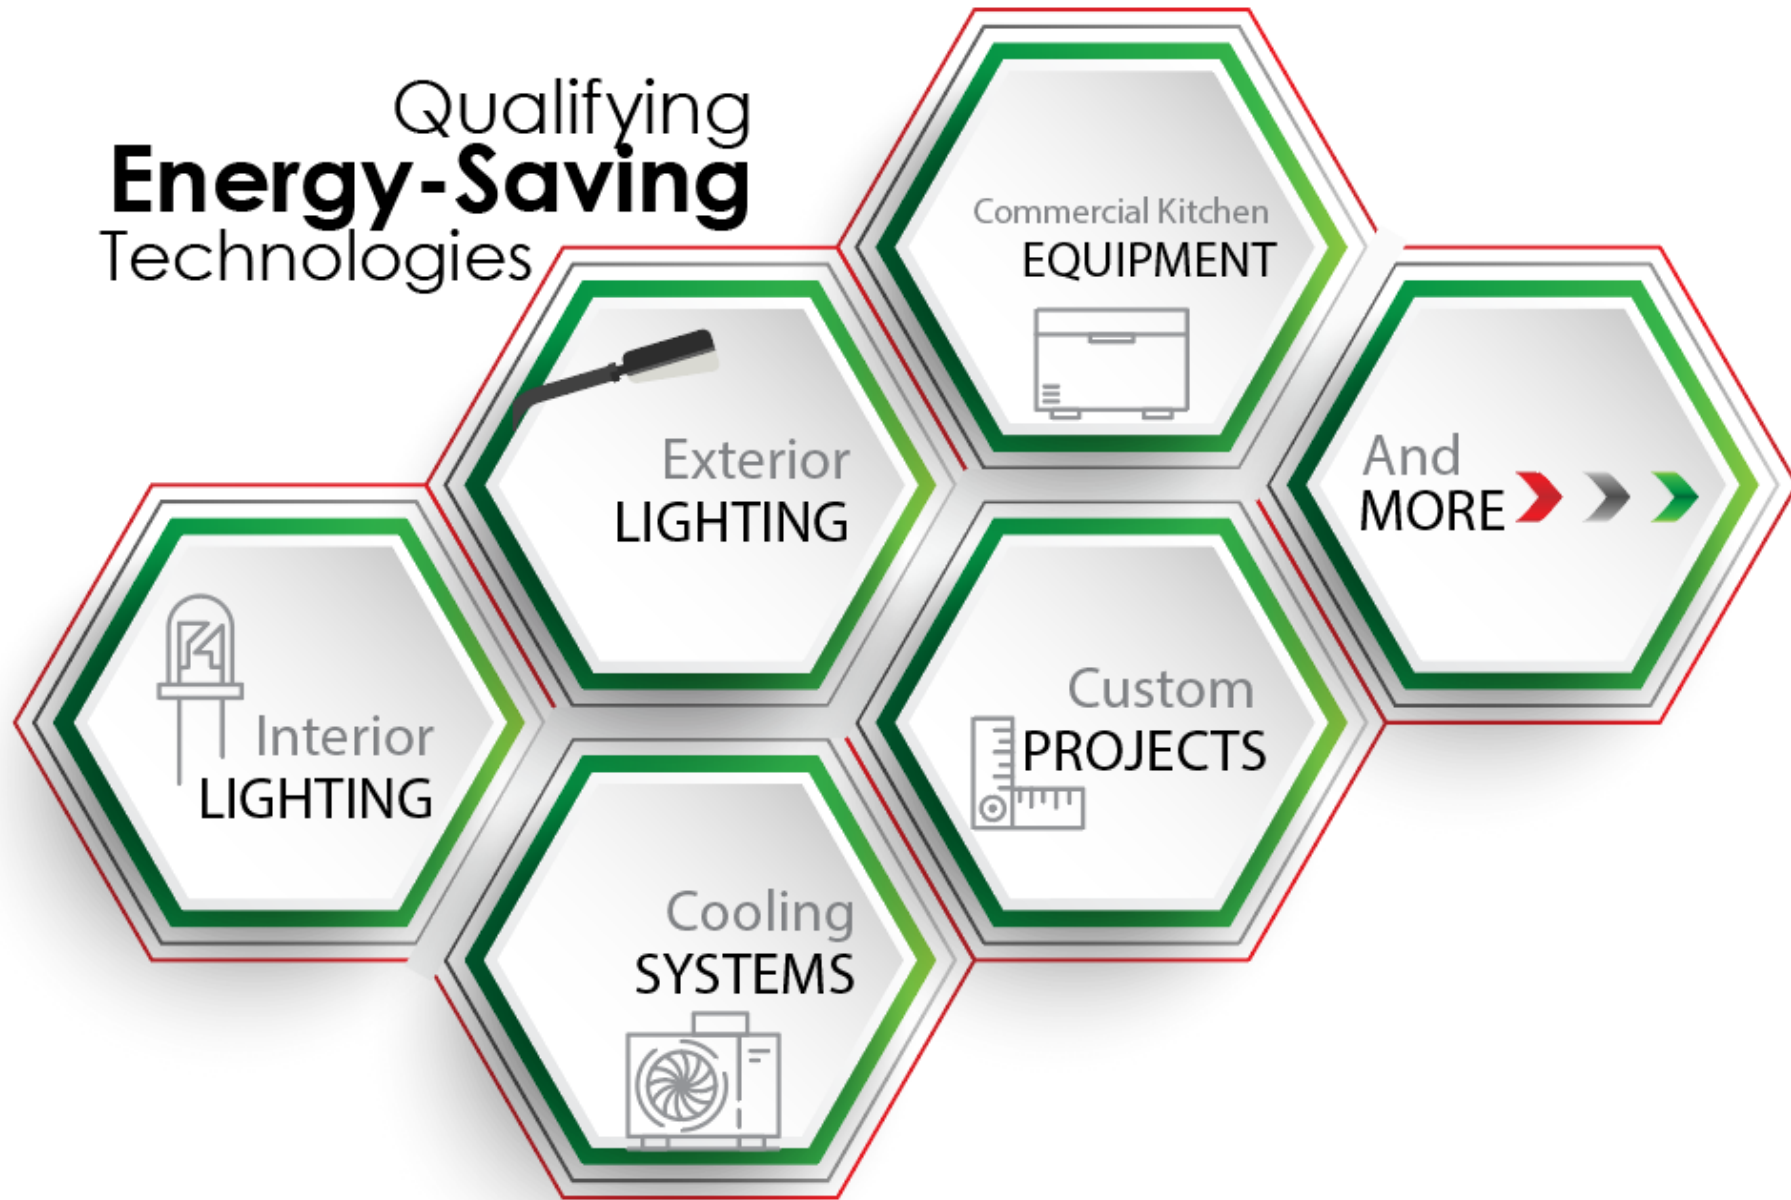 Qualifying
Energy-Saving
Technologies
Commercial Kitchen
EQUIPMENT
Exterior
LIGHTING
And
MORE
Interior
LIGHTING
Custom
PROJECTS
Cooling
SYSTEMS